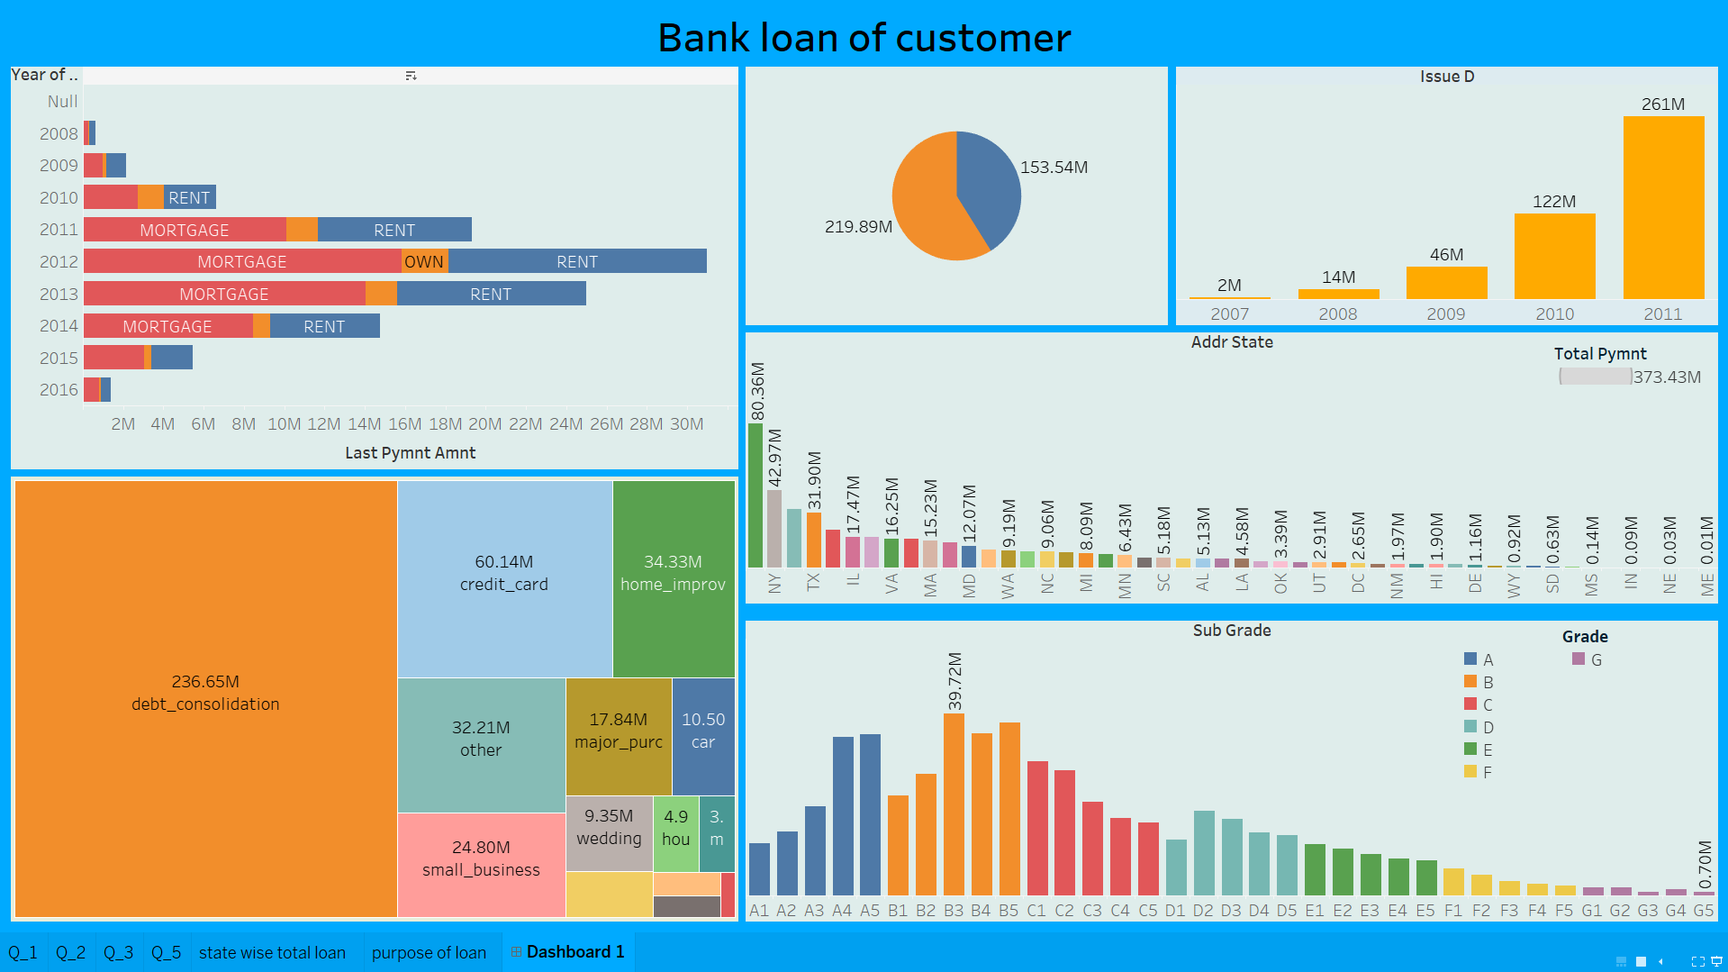 Bank loan of customer
Year of ..
Null
2008
2009
2010
RENT
2011
MORTGAGE
RENT
2012
MORTGAGE
OWN
RENT
2013
MORTGAGE
RENT
2014
MORTGAGE
RENT
2015
2016
2M 4M 6M 8M 10M 12M 14M 16M 18M 20M 22M 24M 26M 28M 30M
Last Pymnt Amnt
153.54M
219.89M
Issue D
2M
14M
46M
122M
261M
2007 2008 2009 2010 2011
Addr State
Total Pymnt
373.43M
80.36M
42.97M
31.90M
17.47M
16.25M
15.23M
12.07M
9.19M
9.06M
8.09M
6.43M
5.18M
5.13M
4.58M
3.39M
2.91M
2.65M
1.97M
1.90M
1.16M
0.92M
0.63M
0.14M
0.09M
0.03M
0.01M
NY TX IL VA MA MD WA NC MI MN SC AL LA OK UT DC NM HI DE WY SD MS IN NE ME
236.65M
debt_consolidation
60.14M
credit_card
34.33M
home_improv
32.21M
other
17.84M
major_purc
10.50
car
24.80M
small_business
9.35M
wedding
4.9
hou
3.
m
Sub Grade
Grade
A
B
C
D
E
F
G
39.72M
0.70M
A1 A2 A3 A4 A5 B1 B2 B3 B4 B5 C1 C2 C3 C4 C5 D1 D2 D3 D4 D5 E1 E2 E3 E4 E5 F1 F2 F3 F4 F5 G1 G2 G3 G4 G5
Q_1 Q_2 Q_3 Q_5 state wise total loan purpose of loan Dashboard 1